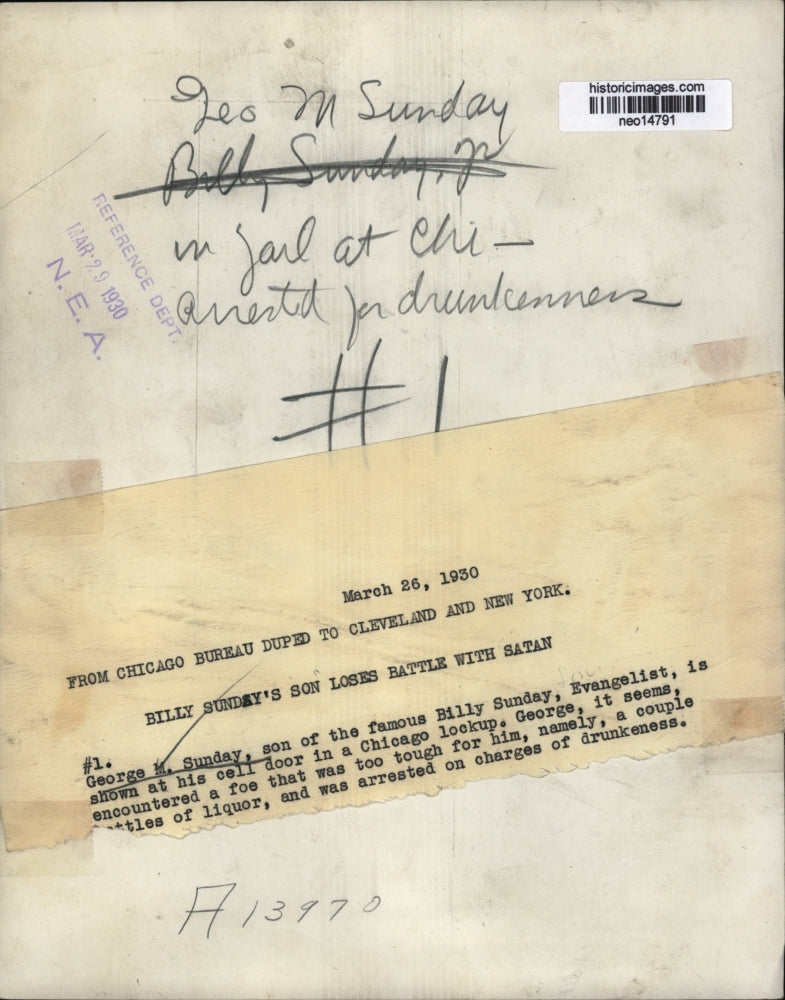 historicimages.com
neo14791
Geo M Sunday
Billy Sunday, Jr
in jail at Chi —
arrested for drunkenness
REFERENCE DEPT.
MAR 29 1930
N. E. A.
#1
March 26, 1930
FROM CHICAGO BUREAU DUPED TO CLEVELAND AND NEW YORK.
BILLY SUNDAY'S SON LOSES BATTLE WITH SATAN
#1.
George M. Sunday, son of the famous Billy Sunday, Evangelist, is
shown at his cell door in a Chicago lockup. George, it seems,
encountered a foe that was too tough for him, namely, a couple
bottles of liquor, and was arrested on charges of drunkeness.
A 13970